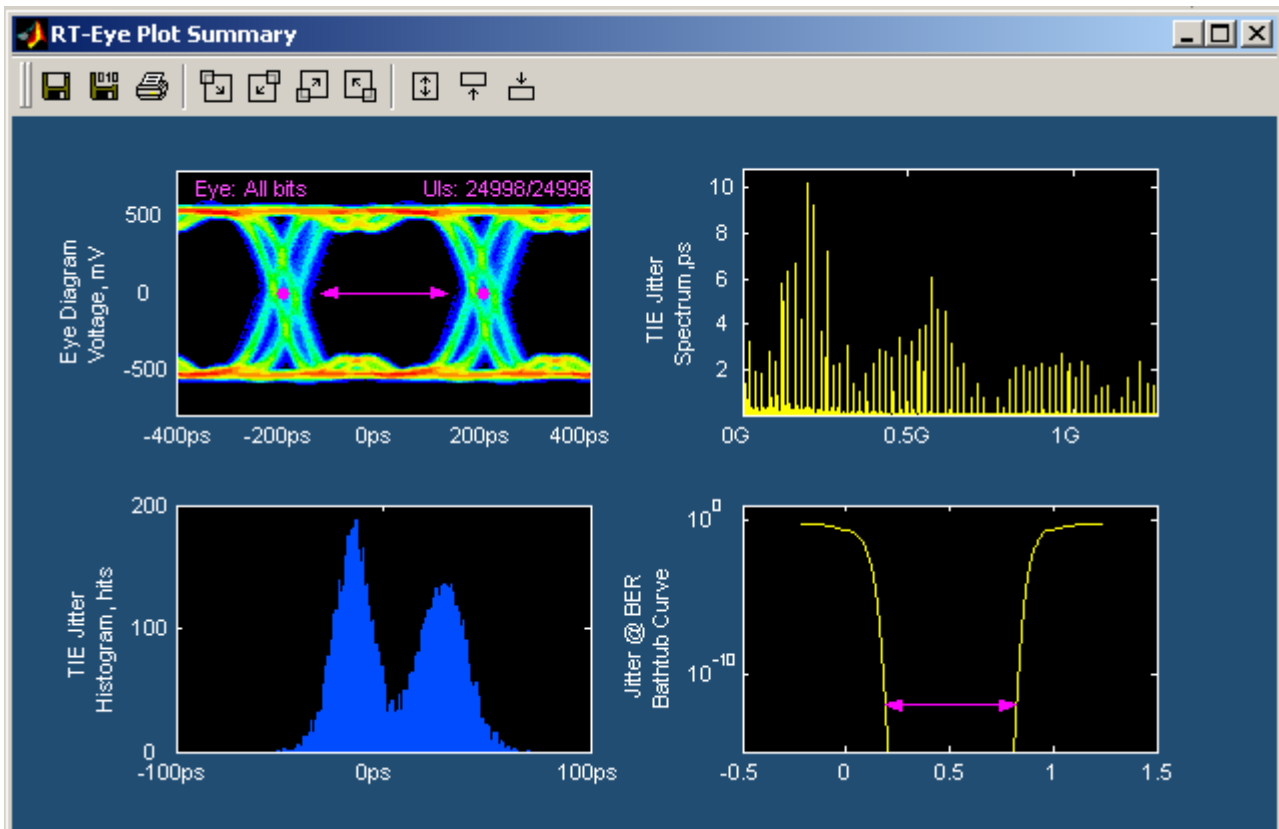 RT-Eye Plot Summary
010
Eye: All bits UIs: 24998/24998
Eye Diagram
Voltage, mV
500
0
-500
-400ps -200ps 0ps 200ps 400ps
TIE Jitter
Spectrum,ps
10
8
6
4
2
0G 0.5G 1G
TIE Jitter
Histogram, hits
200
100
0
-100ps 0ps 100ps
Jitter @ BER
Bathtub Curve
10⁰
10⁻¹⁰
-0.5 0 0.5 1 1.5